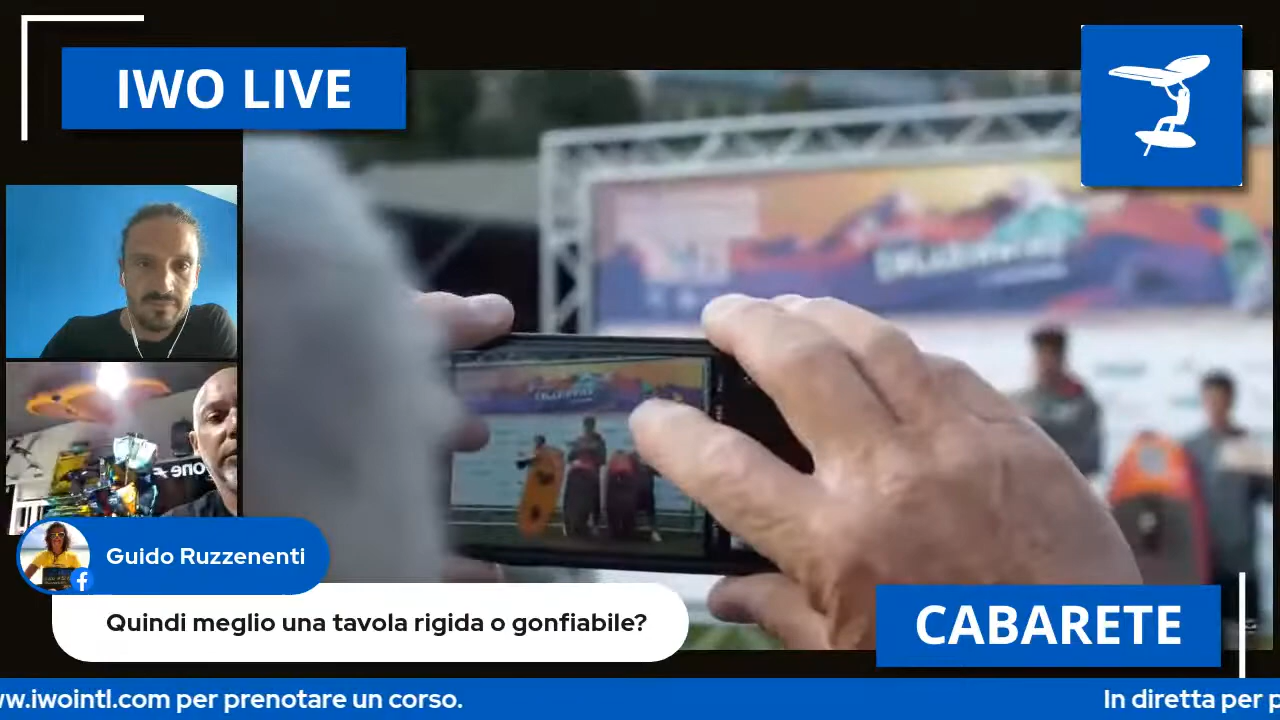 IWO LIVE
Guido Ruzzenenti
Quindi meglio una tavola rigida o gonfiabile?
CABARETE
ww.iwointl.com per prenotare un corso.
In diretta per p